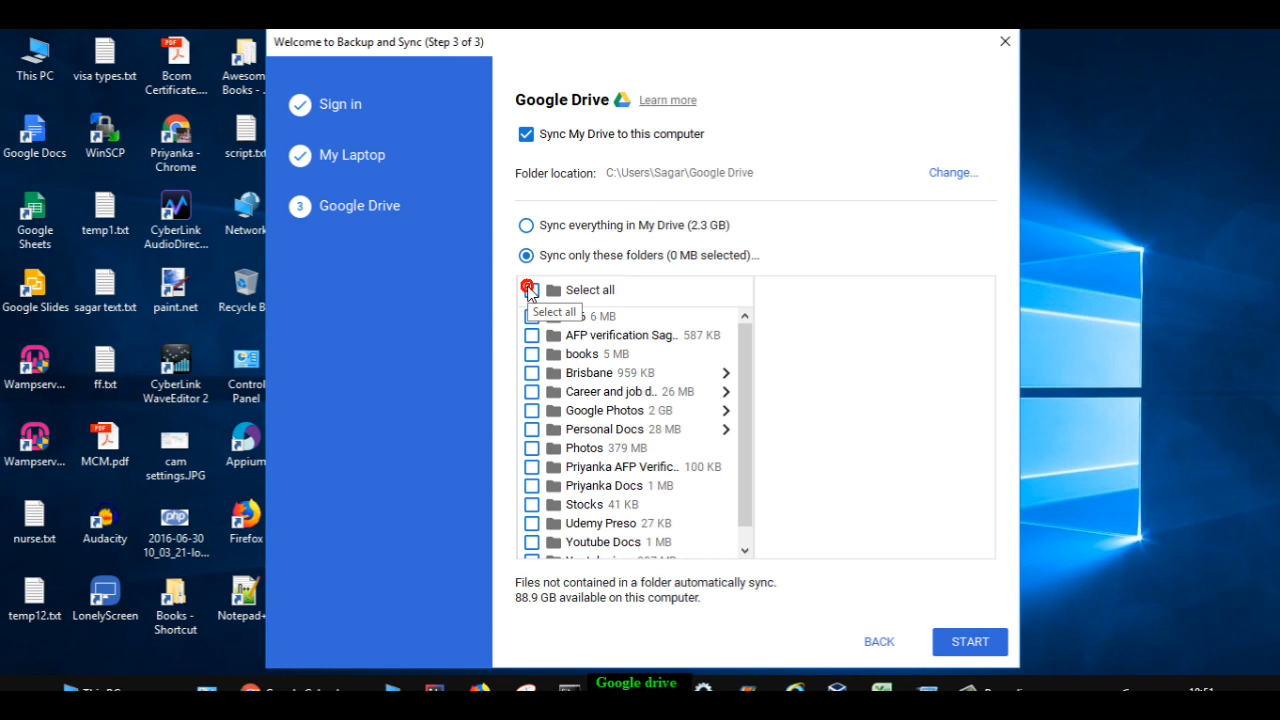 Welcome to Backup and Sync (Step 3 of 3)
This PC
visa types.txt
Bcom
Certificate....
Awesom
Books - .
Google Docs
WinSCP
Priyanka -
Chrome
script.txt
Google
Sheets
temp1.txt
CyberLink
AudioDirec...
Network
Google Slides
sagar text.txt
paint.net
Recycle B
Wampserv...
ff.txt
CyberLink
WaveEditor 2
Control
Panel
Wampserv...
MCM.pdf
cam
settings.JPG
Appium
nurse.txt
Audacity
2016-06-30
10_03_21-Io...
Firefox
temp12.txt
LonelyScreen
Books -
Shortcut
Notepad+
Sign in
My Laptop
3 Google Drive
Google Drive Learn more
Sync My Drive to this computer
Folder location: C:\Users\Sagar\Google Drive Change...
Sync everything in My Drive (2.3 GB)
Sync only these folders (0 MB selected)...
Select all
Select all
6 MB
AFP verification Sag.. 587 KB
books 5 MB
Brisbane 959 KB
Career and job d.. 26 MB
Google Photos 2 GB
Personal Docs 28 MB
Photos 379 MB
Priyanka AFP Verific.. 100 KB
Priyanka Docs 1 MB
Stocks 41 KB
Udemy Preso 27 KB
Youtube Docs 1 MB
Files not contained in a folder automatically sync.
88.9 GB available on this computer.
BACK START
Google drive